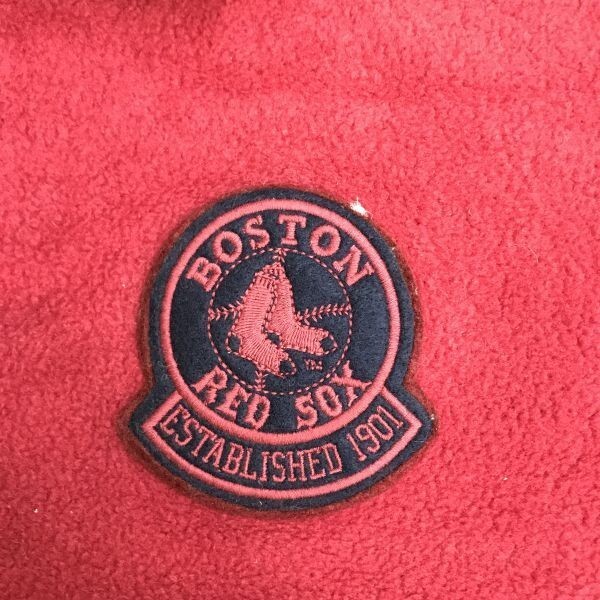 BOSTON
RED SOX
ESTABLISHED 1901